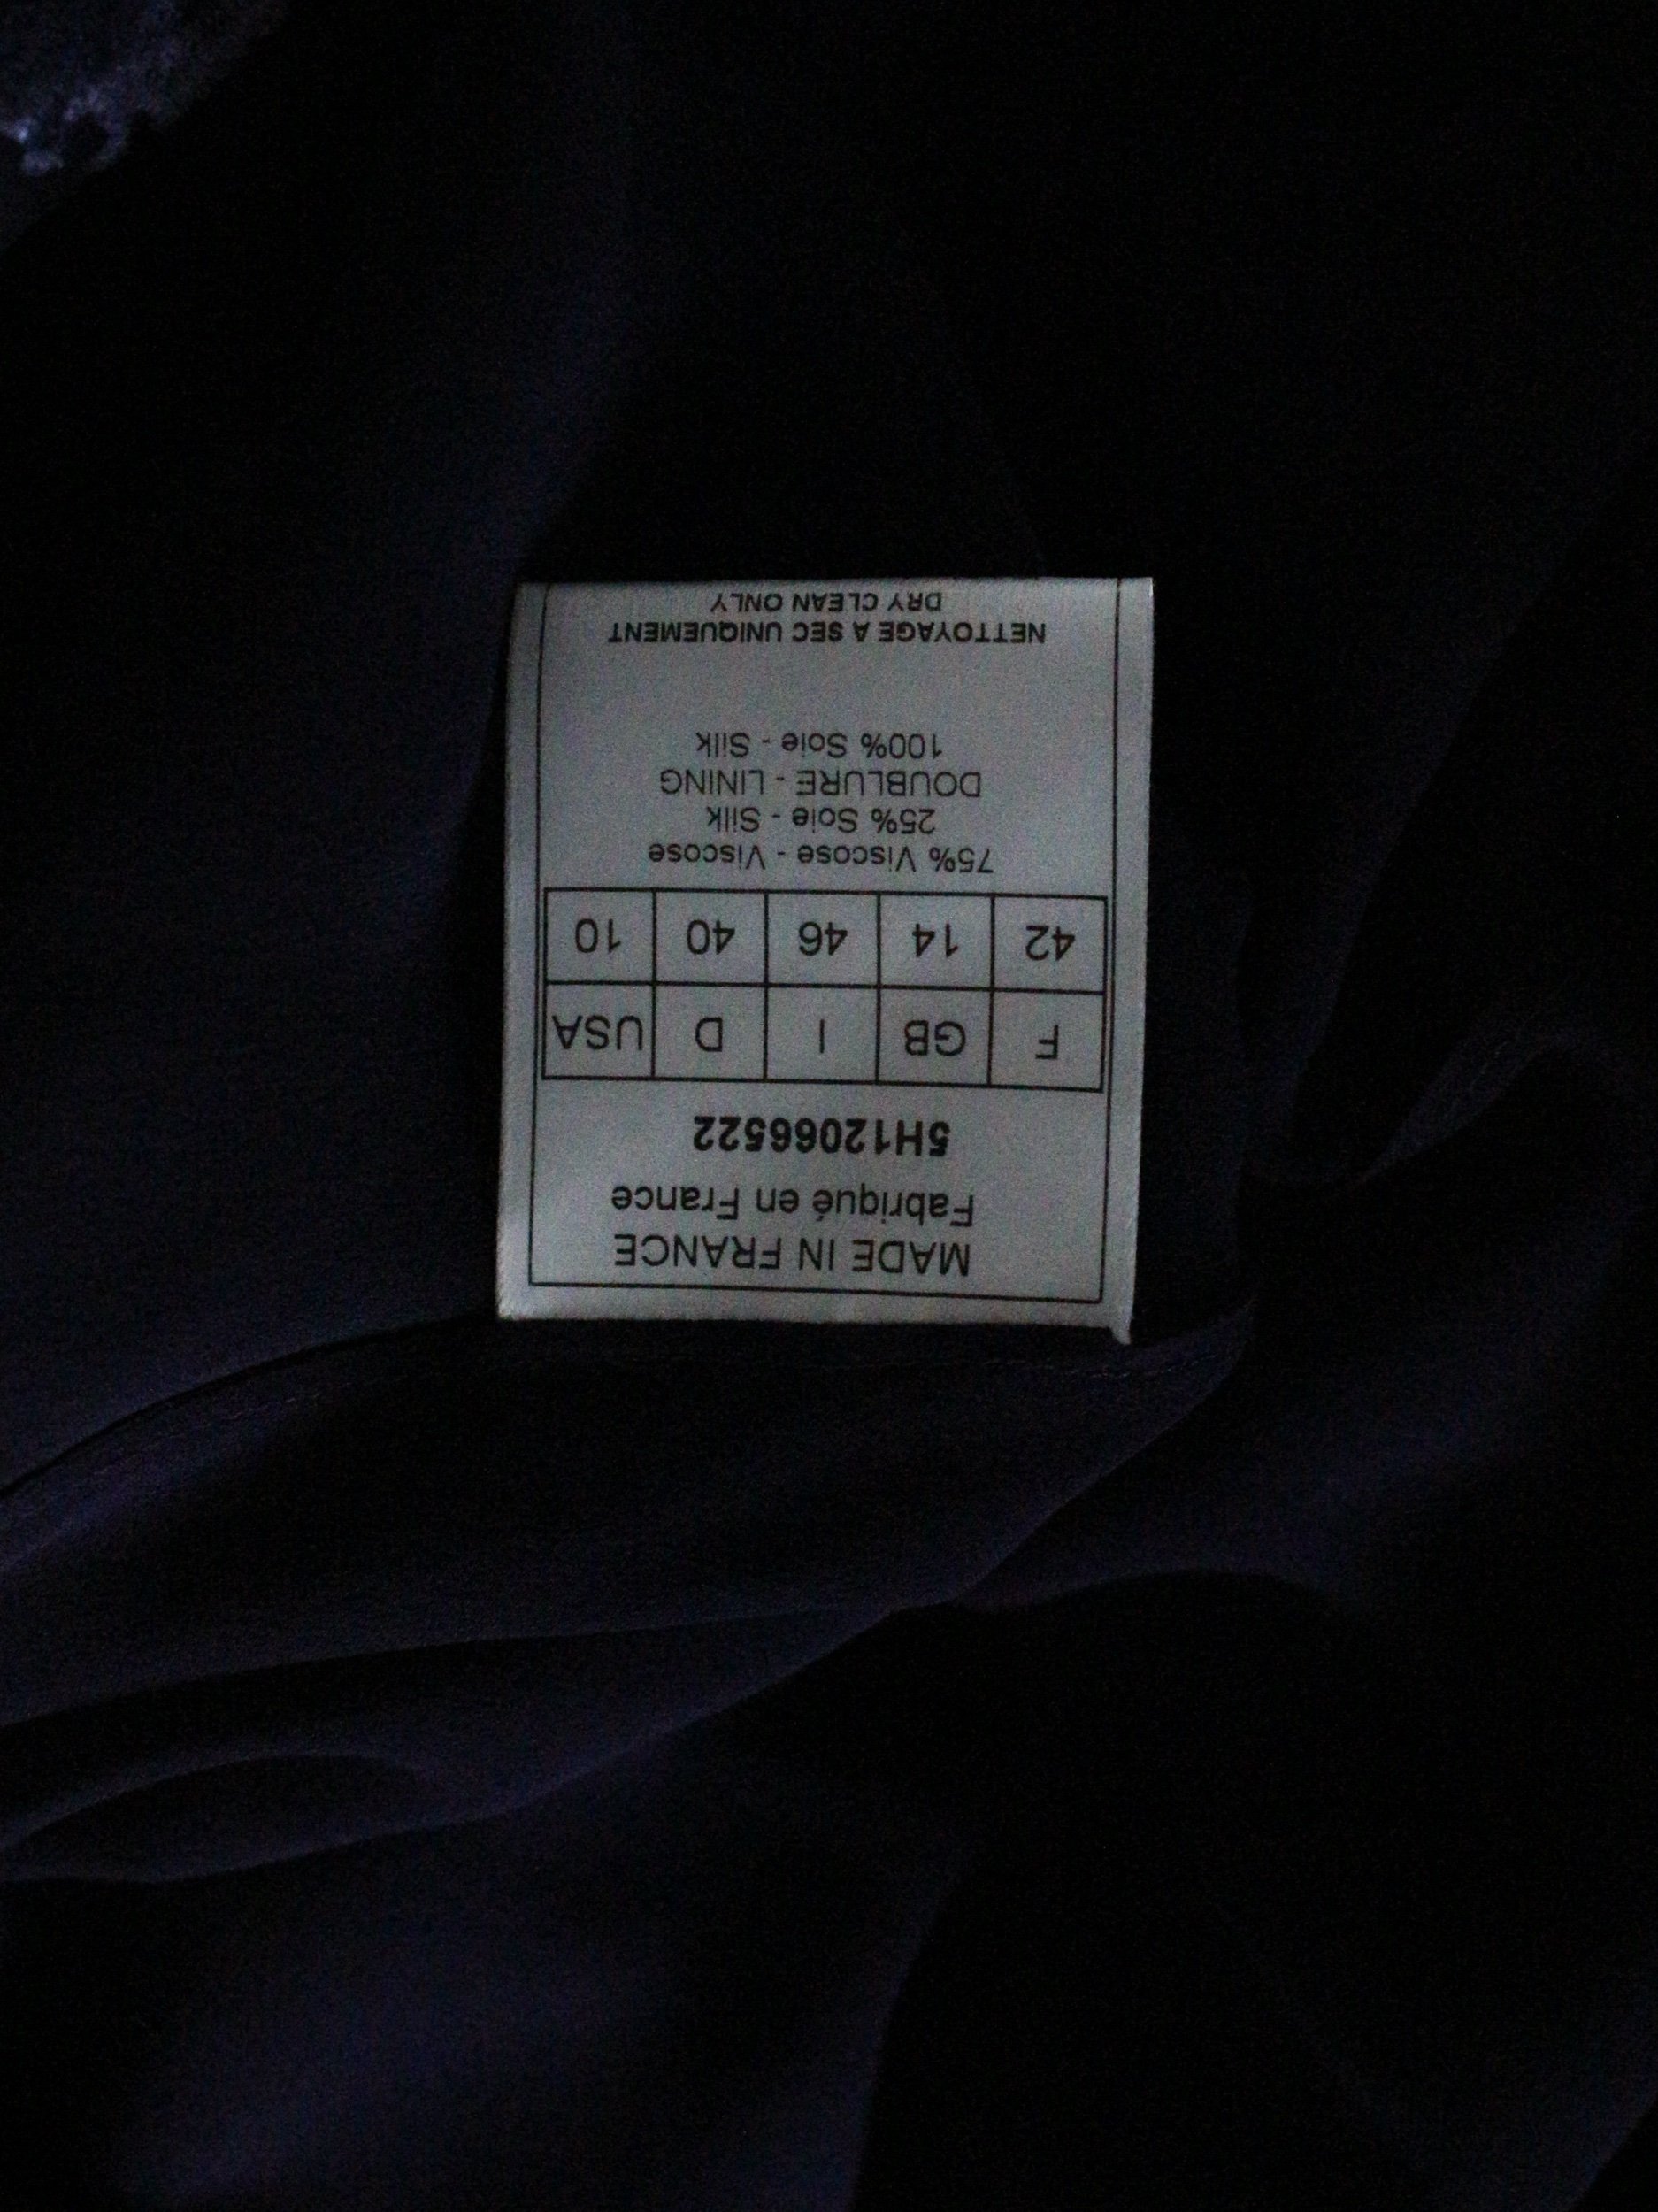 MADE IN FRANCE
Fabriqué en France
5H12066522
F GB I D USA
42 14 46 40 10
75% Viscose - Viscose
25% Soie - Silk
DOUBLURE - LINING
100% Soie - Silk
NETTOYAGE A SEC UNIQUEMENT
DRY CLEAN ONLY